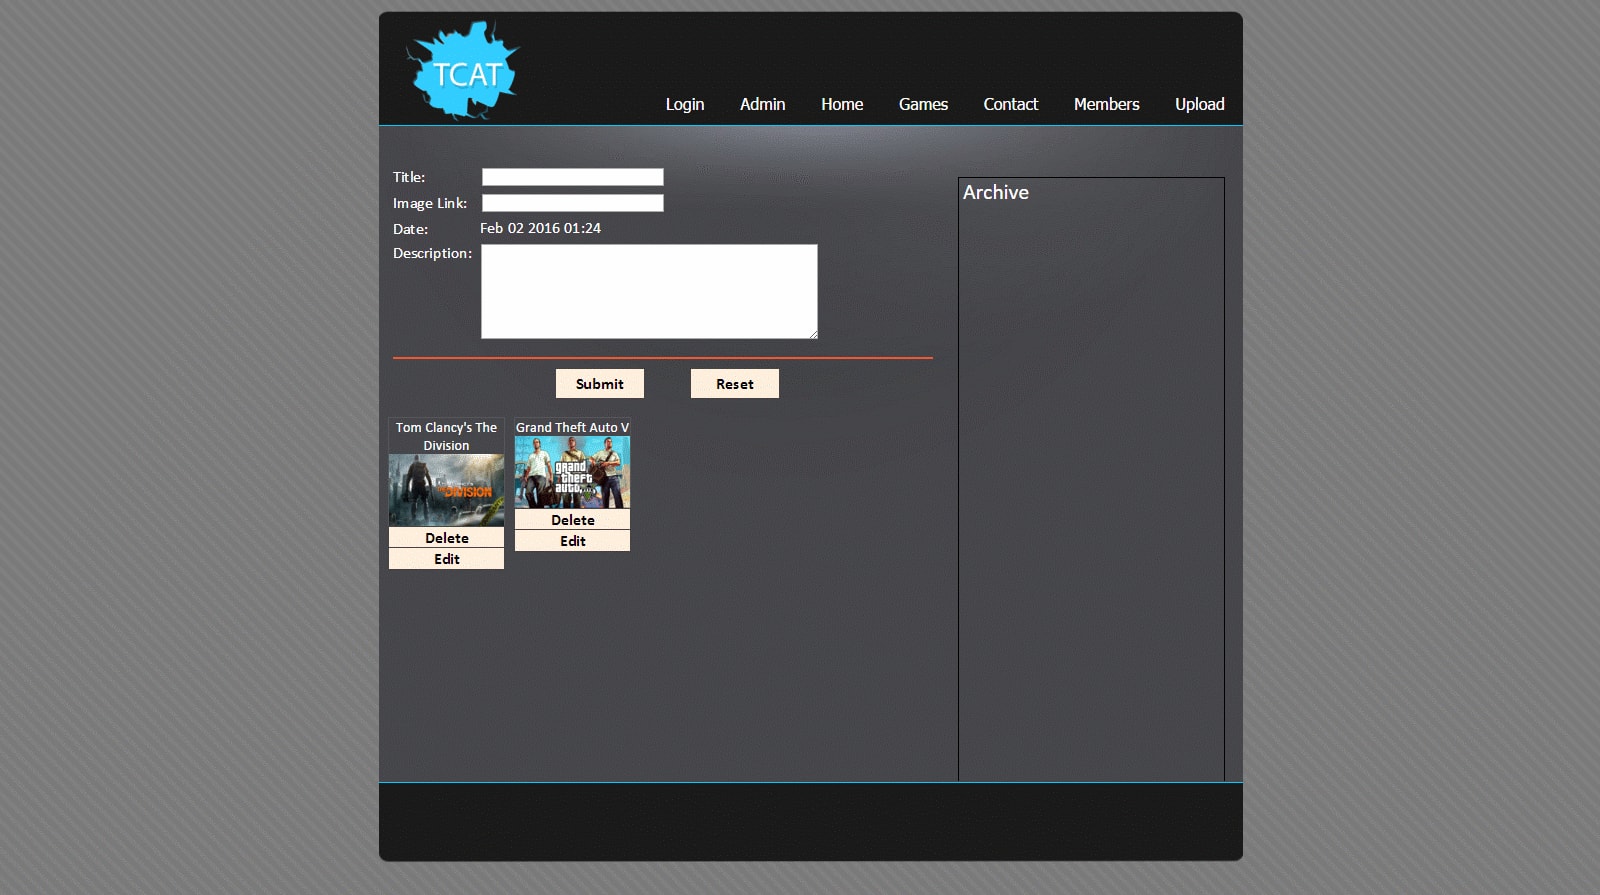 TCAT
Login Admin Home Games Contact Members Upload
Title:
Image Link:
Date: Feb 02 2016 01:24
Description:
Archive
Submit Reset
Tom Clancy's The
Division
DIVISION
Delete
Edit
Grand Theft Auto V
grand
theft
auto
Delete
Edit